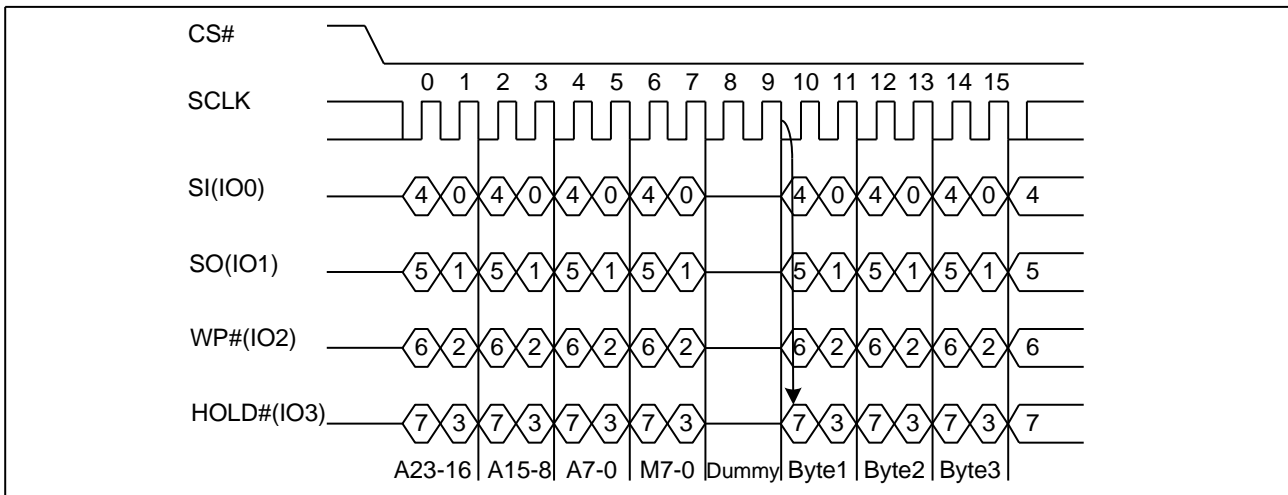 CS#
0 1 2 3 4 5 6 7 8 9 10 11 12 13 14 15
SCLK
SI(IO0) 4 0 4 0 4 0 4 0 4 0 4 0 4 0 4
SO(IO1) 5 1 5 1 5 1 5 1 5 1 5 1 5 1 5
WP#(IO2) 6 2 6 2 6 2 6 2 6 2 6 2 6 2 6
HOLD#(IO3) 7 3 7 3 7 3 7 3 7 3 7 3 7 3 7
A23-16 A15-8 A7-0 M7-0 Dummy Byte1 Byte2 Byte3